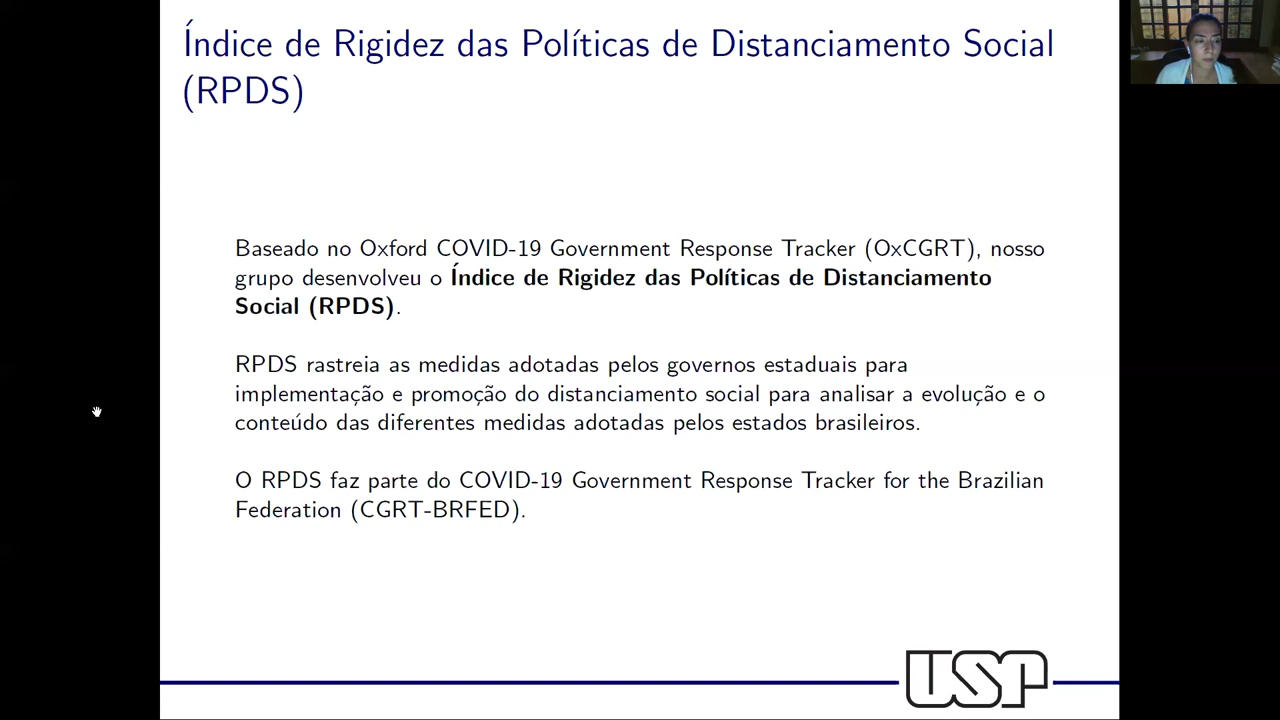 Índice de Rigidez das Políticas de Distanciamento Social
(RPDS)
Baseado no Oxford COVID-19 Government Response Tracker (OxCGRT), nosso
grupo desenvolveu o Índice de Rigidez das Políticas de Distanciamento
Social (RPDS).
RPDS rastreia as medidas adotadas pelos governos estaduais para
implementação e promoção do distanciamento social para analisar a evolução e o
conteúdo das diferentes medidas adotadas pelos estados brasileiros.
O RPDS faz parte do COVID-19 Government Response Tracker for the Brazilian
Federation (CGRT-BRFED).
USP